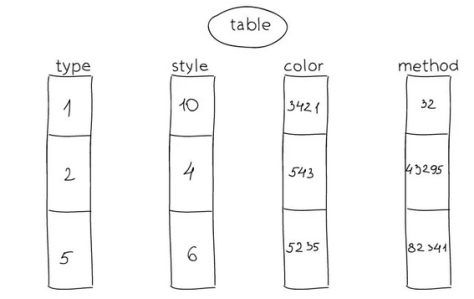 table
type style color method
1 10 3421 32
2 4 543 43295
5 6 5235 82341